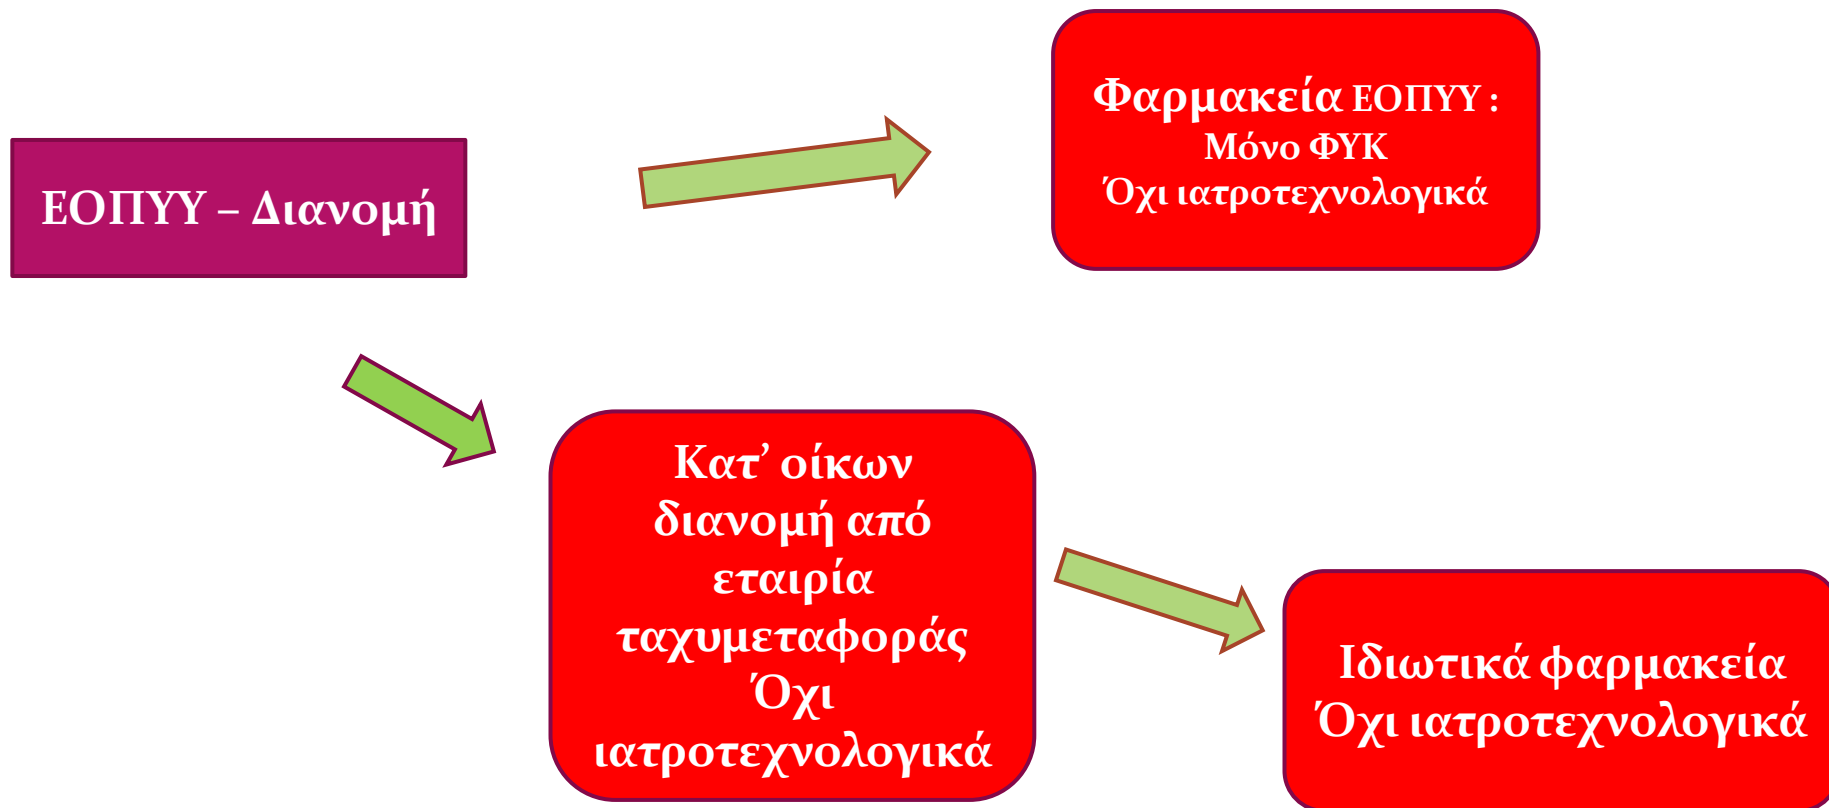 ΕΟΠΥΥ – Διανομή
Φαρμακεία ΕΟΠΥΥ :
Μόνο ΦΥΚ
Όχι ιατροτεχνολογικά
Κατ’ οίκων
διανομή από
εταιρία
ταχυμεταφοράς
Όχι
ιατροτεχνολογικά
Ιδιωτικά φαρμακεία
Όχι ιατροτεχνολογικά